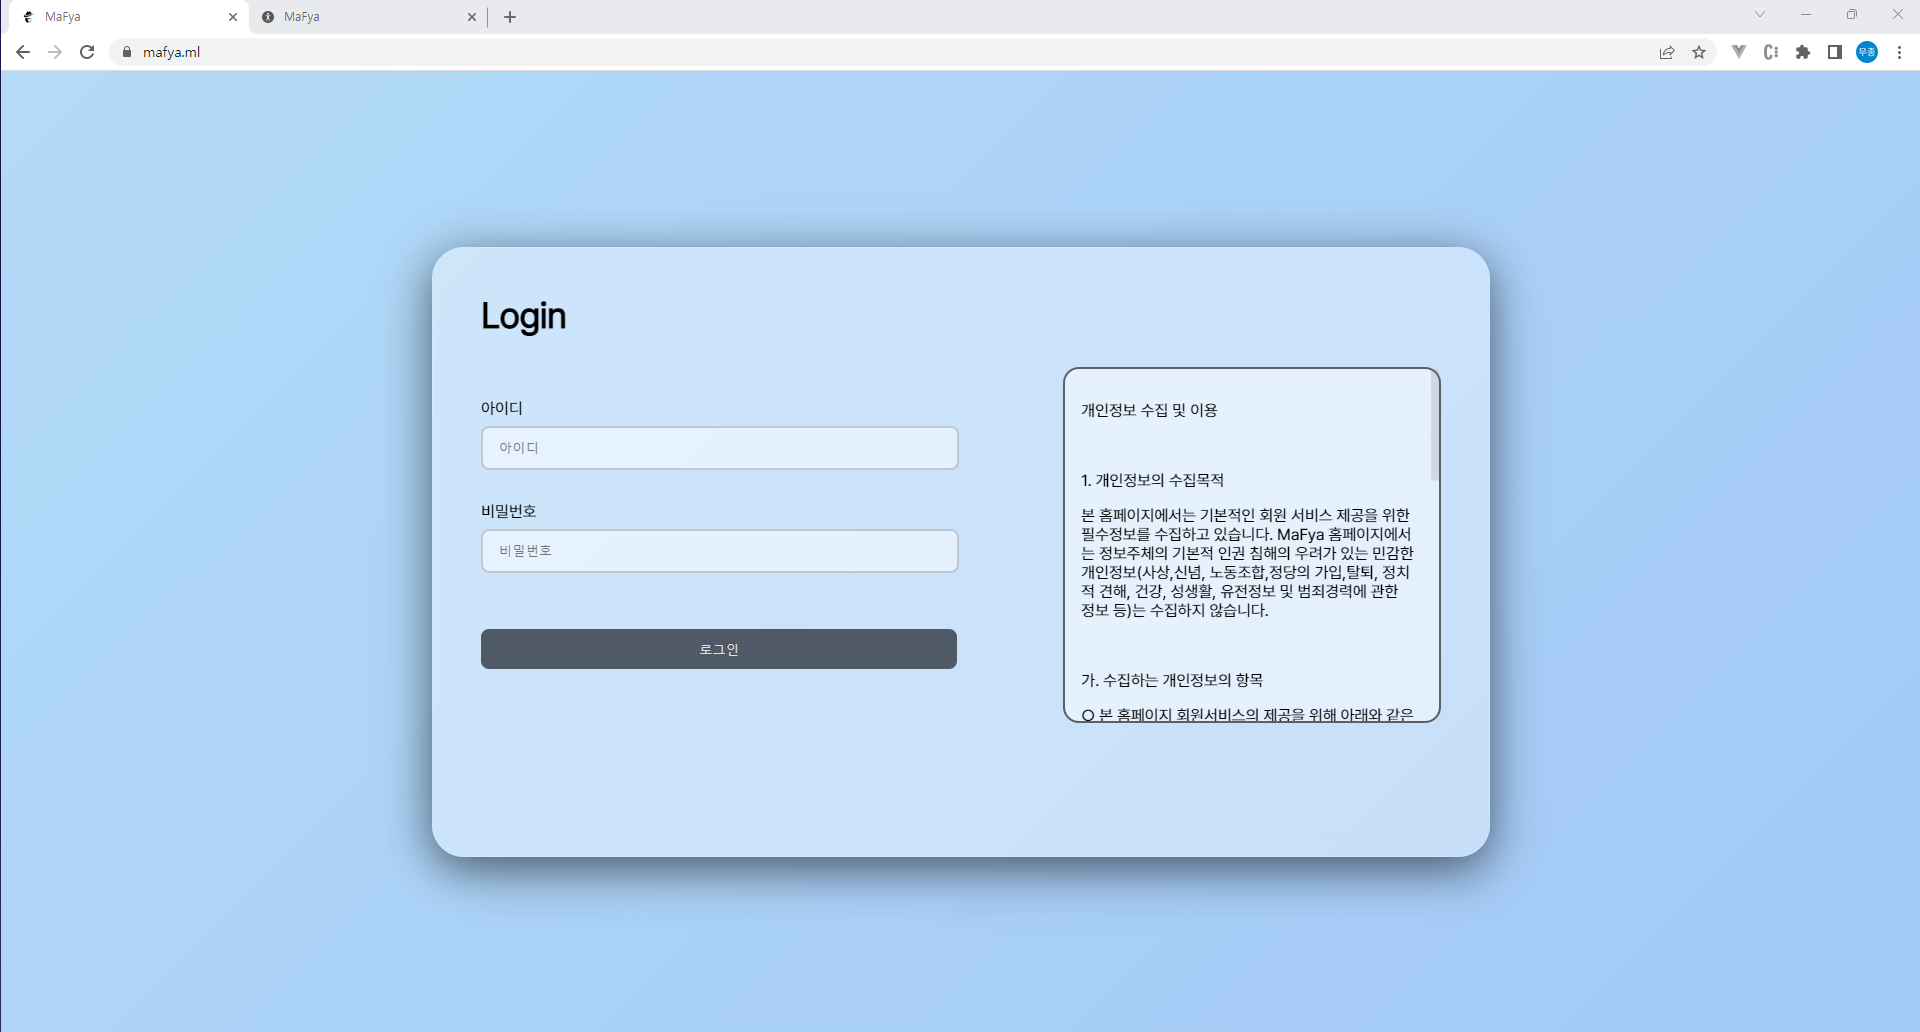 MaFya
MaFya
mafya.ml
무종
Login
아이디
아이디
비밀번호
비밀번호
로그인
개인정보 수집 및 이용
1. 개인정보의 수집목적
본 홈페이지에서는 기본적인 회원 서비스 제공을 위한
필수정보를 수집하고 있습니다. MaFya 홈페이지에서
는 정보주체의 기본적 인권 침해의 우려가 있는 민감한
개인정보(사상,신념, 노동조합,정당의 가입,탈퇴, 정치
적 견해, 건강, 성생활, 유전정보 및 범죄경력에 관한
정보 등)는 수집하지 않습니다.
가. 수집하는 개인정보의 항목
○ 본 홈페이지 회원서비스의 제공을 위해 아래와 같은